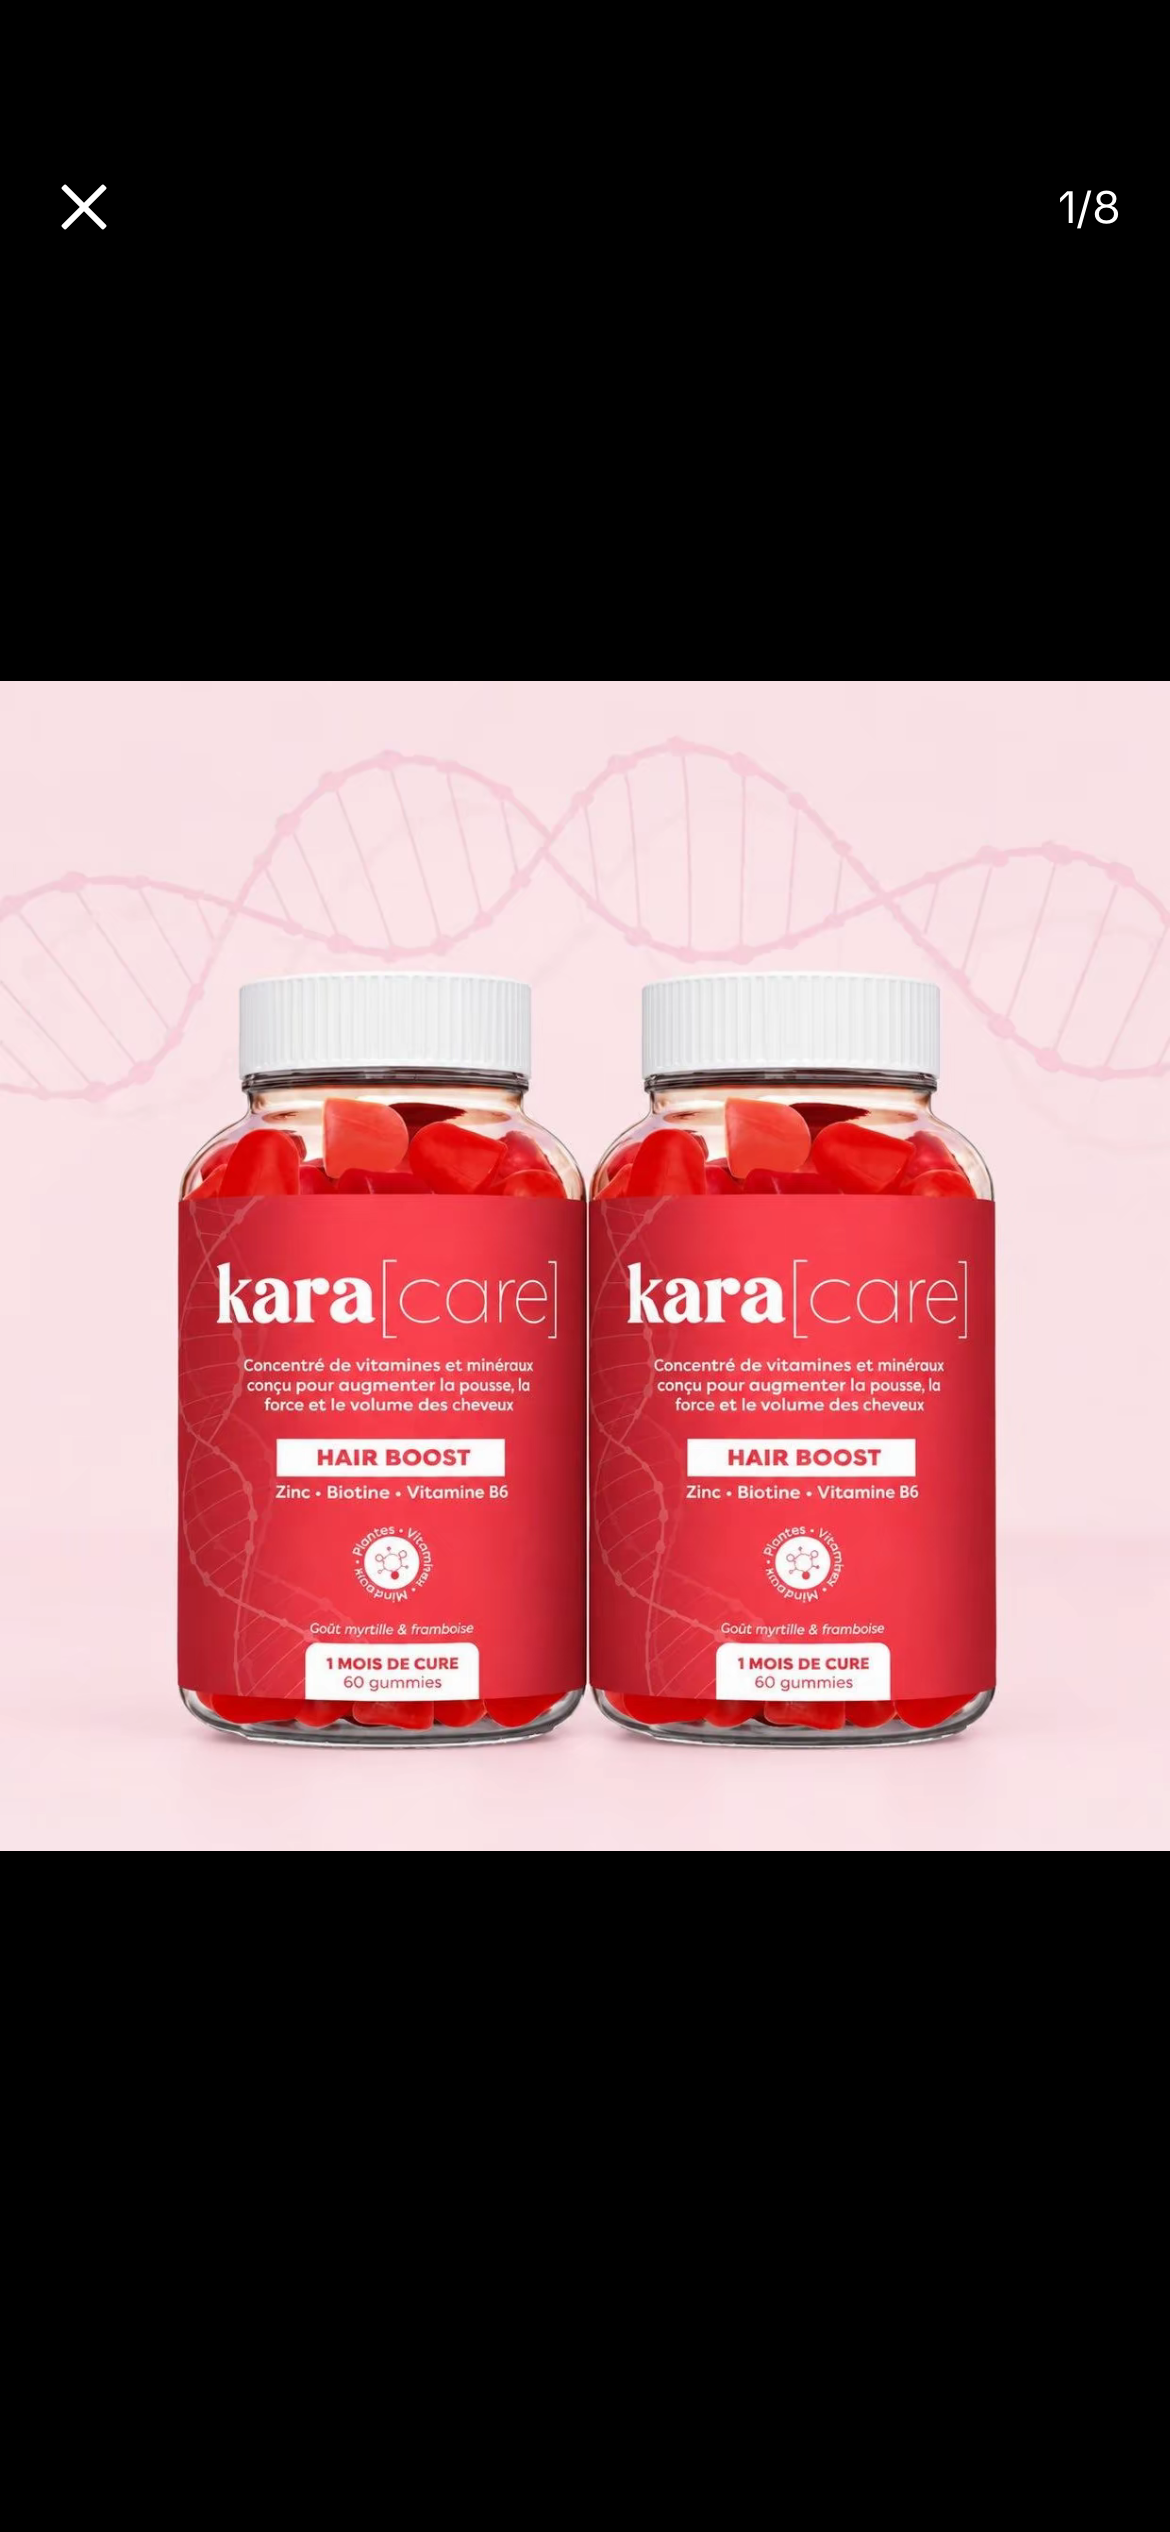 1/8
kara[care]
Concentré de vitamines et minéraux
conçu pour augmenter la pousse, la
force et le volume des cheveux
HAIR BOOST
Zinc • Biotine • Vitamine B6
Plantes • Vitamines •
Goût myrtille & framboise
1 MOIS DE CURE
60 gummies
kara[care]
Concentré de vitamines et minéraux
conçu pour augmenter la pousse, la
force et le volume des cheveux
HAIR BOOST
Zinc • Biotine • Vitamine B6
Plantes •
Goût myrtille & framboise
1 MOIS DE CURE
60 gummies